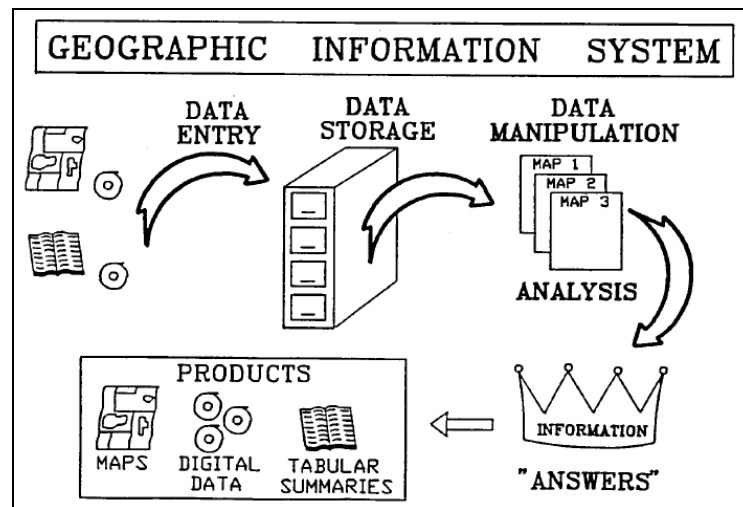 GEOGRAPHIC INFORMATION SYSTEM
DATA
ENTRY
DATA
STORAGE
DATA
MANIPULATION
MAP 1
MAP 2
MAP 3
ANALYSIS
INFORMATION
"ANSWERS"
PRODUCTS
MAPS
DIGITAL
DATA
TABULAR
SUMMARIES